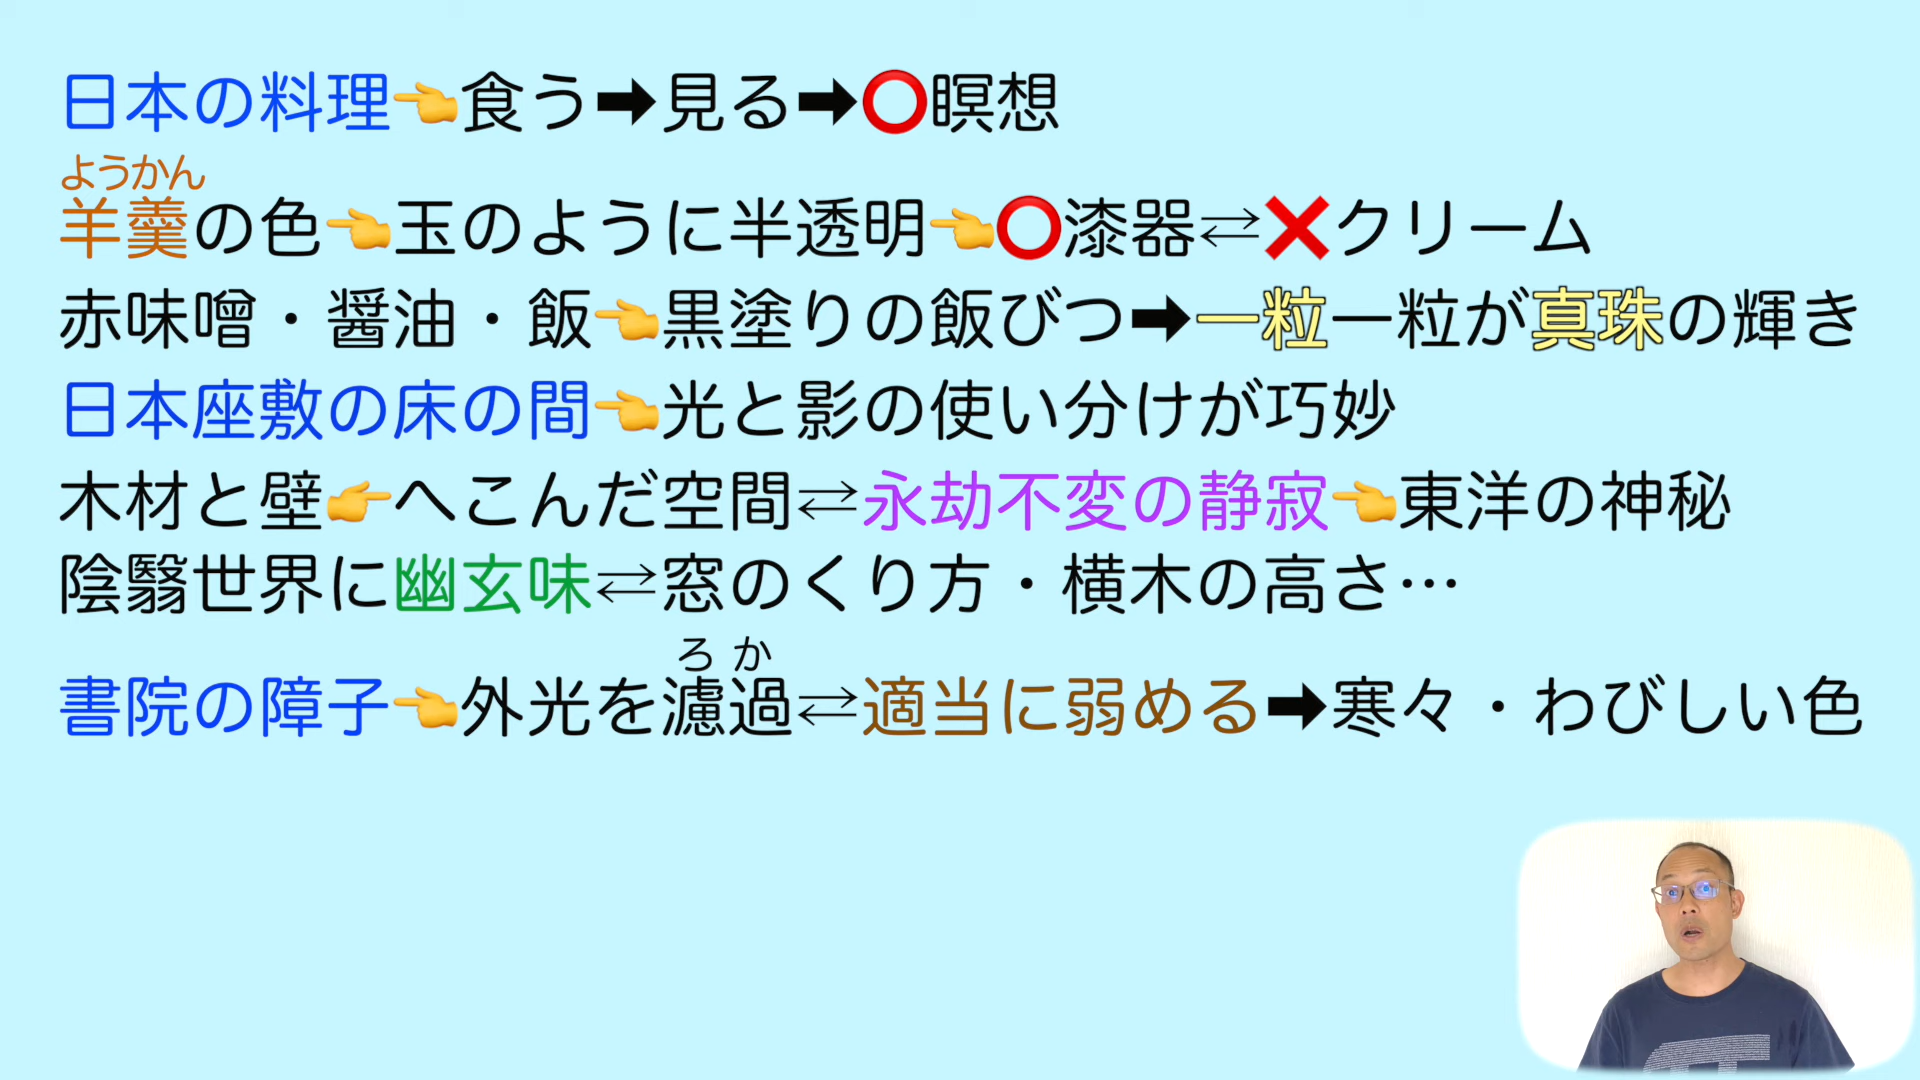 日本の料理👈食う➡見る➡⭕瞑想
ようかん
羊羹の色👈玉のように半透明👈⭕漆器⇄❌クリーム
赤味噌・醤油・飯👈黒塗りの飯びつ➡一粒一粒が真珠の輝き
日本座敷の床の間👈光と影の使い分けが巧妙
木材と壁👉へこんだ空間⇄永劫不変の静寂👈東洋の神秘
陰翳世界に幽玄味⇄窓のくり方・横木の高さ…
ろか
書院の障子👈外光を濾過⇄適当に弱める➡寒々・わびしい色